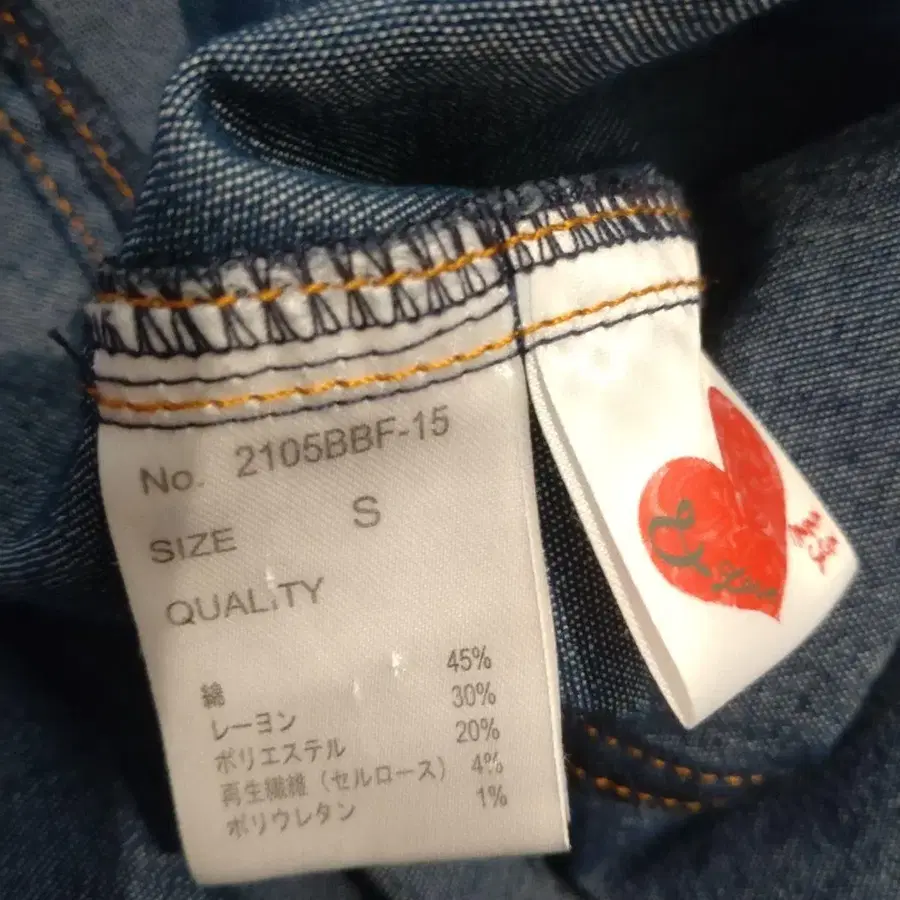 No. 2105BBF-15
SIZE S
QUALITY
綿 45%
レーヨン 30%
ポリエステル 20%
再生繊維（セルロース） 4%
ポリウレタン 1%